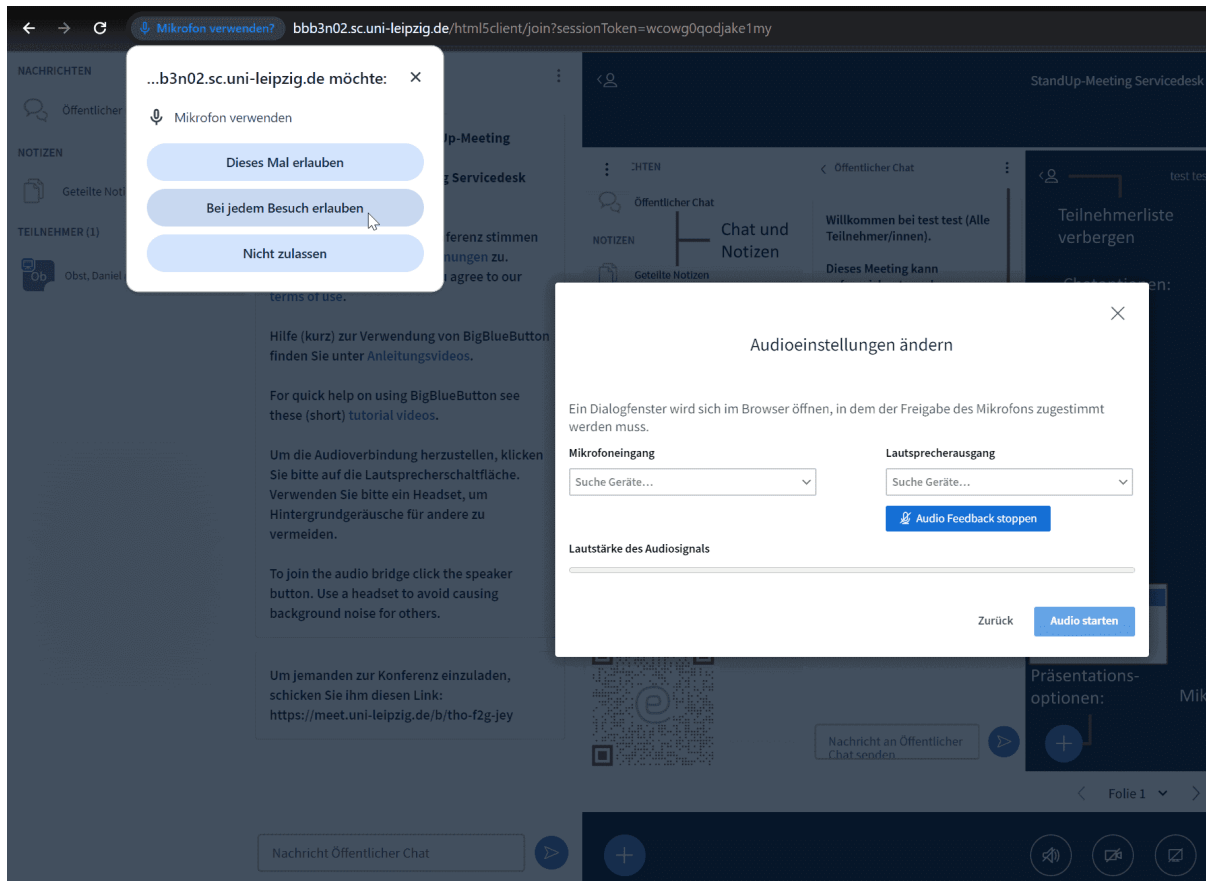 Mikrofon verwenden?
bbb3n02.sc.uni-leipzig.de/html5client/join?sessionToken=wcowg0qodjake1my
...b3n02.sc.uni-leipzig.de möchte:
Mikrofon verwenden
Dieses Mal erlauben
Bei jedem Besuch erlauben
Nicht zulassen
NACHRICHTEN
Öffentlicher
NOTIZEN
Geteilte Noti
TEILNEHMER (1)
Ob
Obst, Daniel
Up-Meeting
g Servicedesk
ferenz stimmen
nungen zu.
u agree to our
terms of use.
Hilfe (kurz) zur Verwendung von BigBlueButton
finden Sie unter Anleitungsvideos.
For quick help on using BigBlueButton see
these (short) tutorial videos.
Um die Audioverbindung herzustellen, klicken
Sie bitte auf die Lautsprecherschaltfläche.
Verwenden Sie bitte ein Headset, um
Hintergrundgeräusche für andere zu
vermeiden.
To join the audio bridge click the speaker
button. Use a headset to avoid causing
background noise for others.
Um jemanden zur Konferenz einzuladen,
schicken Sie ihm diesen Link:
https://meet.uni-leipzig.de/b/tho-f2g-jey
Nachricht Öffentlicher Chat
StandUp-Meeting Servicedesk
CHTEN
Öffentlicher Chat
NOTIZEN
Geteilte Notizen
Chat und
Notizen
Öffentlicher Chat
Willkommen bei test test (Alle
Teilnehmer/innen).
Dieses Meeting kann
test tes
Teilnehmerliste
verbergen
Chatoptionen:
Audioeinstellungen ändern
Ein Dialogfenster wird sich im Browser öffnen, in dem der Freigabe des Mikrofons zugestimmt
werden muss.
Mikrofoneingang
Suche Geräte...
Lautsprecherausgang
Suche Geräte...
Audio Feedback stoppen
Lautstärke des Audiosignals
Zurück
Audio starten
Nachricht an Öffentlicher
Chat senden
Präsentations-
optionen:
Mik
Folie 1